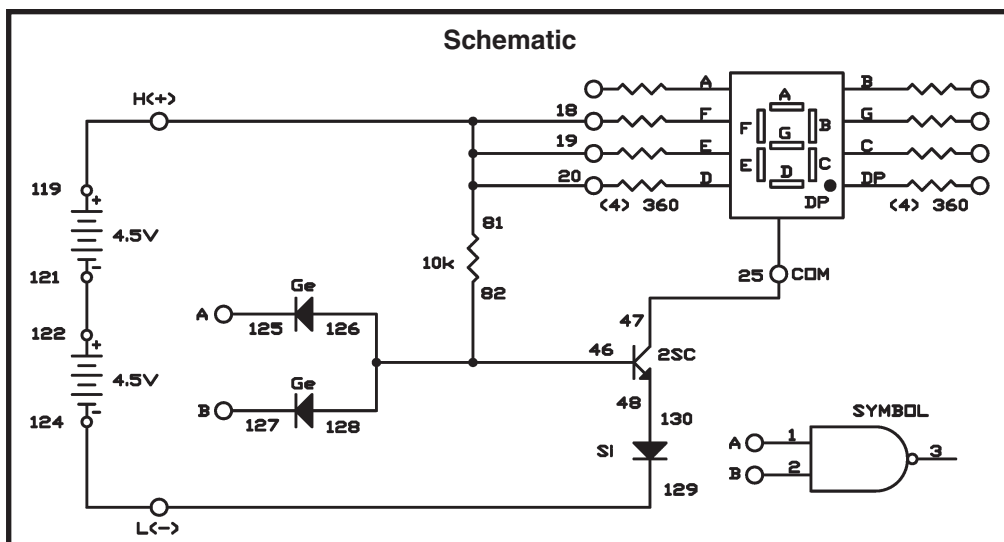 Schematic
H(+)
A
B
18
F
G
19
E
C
20
D
DP
(4) 360
(4) 360
A
F
B
G
E
C
D
DP
119
+
4.5V
121
-
122
+
4.5V
124
-
81
10k
82
25
COM
Ge
A
125
126
47
46
2SC
48
Ge
B
127
128
130
SI
129
SYMBOL
A
1
3
B
2
L(-)